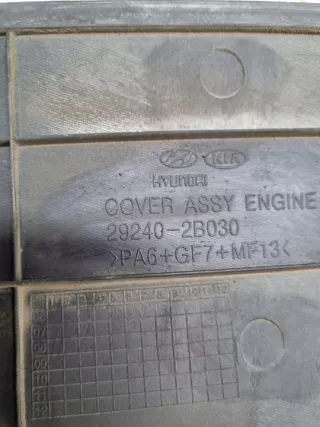 KIA
HYUNDAI
COVER ASSY ENGINE
29240-2B030
>PA6+GF7+MF13<